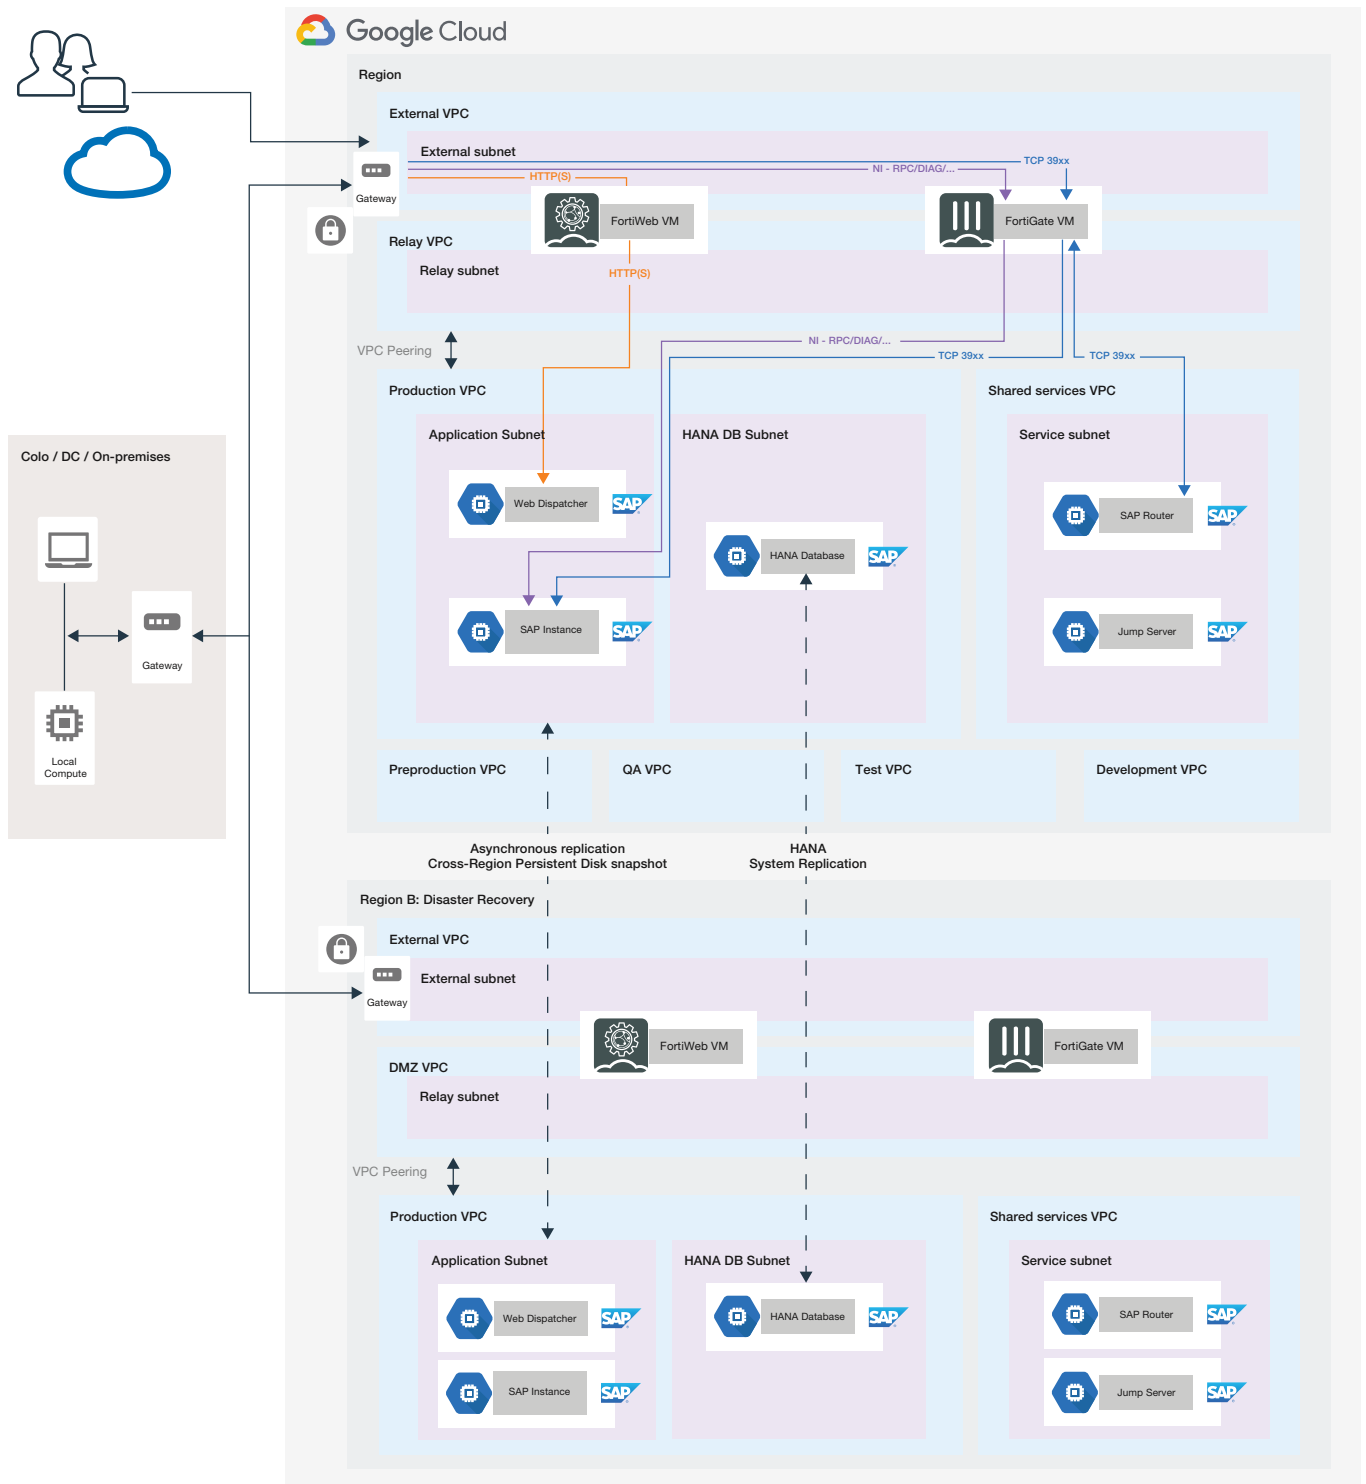 Google Cloud
Region
External VPC
External subnet
TCP 39xx
NI - RPC/DIAG/...
HTTP(S)
Gateway
FortiWeb VM
FortiGate VM
Relay VPC
Relay subnet
HTTP(S)
VPC Peering
NI - RPC/DIAG/...
TCP 39xx
TCP 39xx
Production VPC
Shared services VPC
Application Subnet
HANA DB Subnet
Service subnet
Colo / DC / On-premises
Web Dispatcher
SAP
SAP Router
SAP
HANA Database
SAP
SAP Instance
SAP
Jump Server
SAP
Gateway
Local
Compute
Preproduction VPC
QA VPC
Test VPC
Development VPC
Asynchronous replication
Cross-Region Persistent Disk snapshot
HANA
System Replication
Region B: Disaster Recovery
External VPC
External subnet
Gateway
FortiWeb VM
FortiGate VM
DMZ VPC
Relay subnet
VPC Peering
Production VPC
Shared services VPC
Application Subnet
HANA DB Subnet
Service subnet
Web Dispatcher
SAP
HANA Database
SAP
SAP Router
SAP
SAP Instance
SAP
Jump Server
SAP